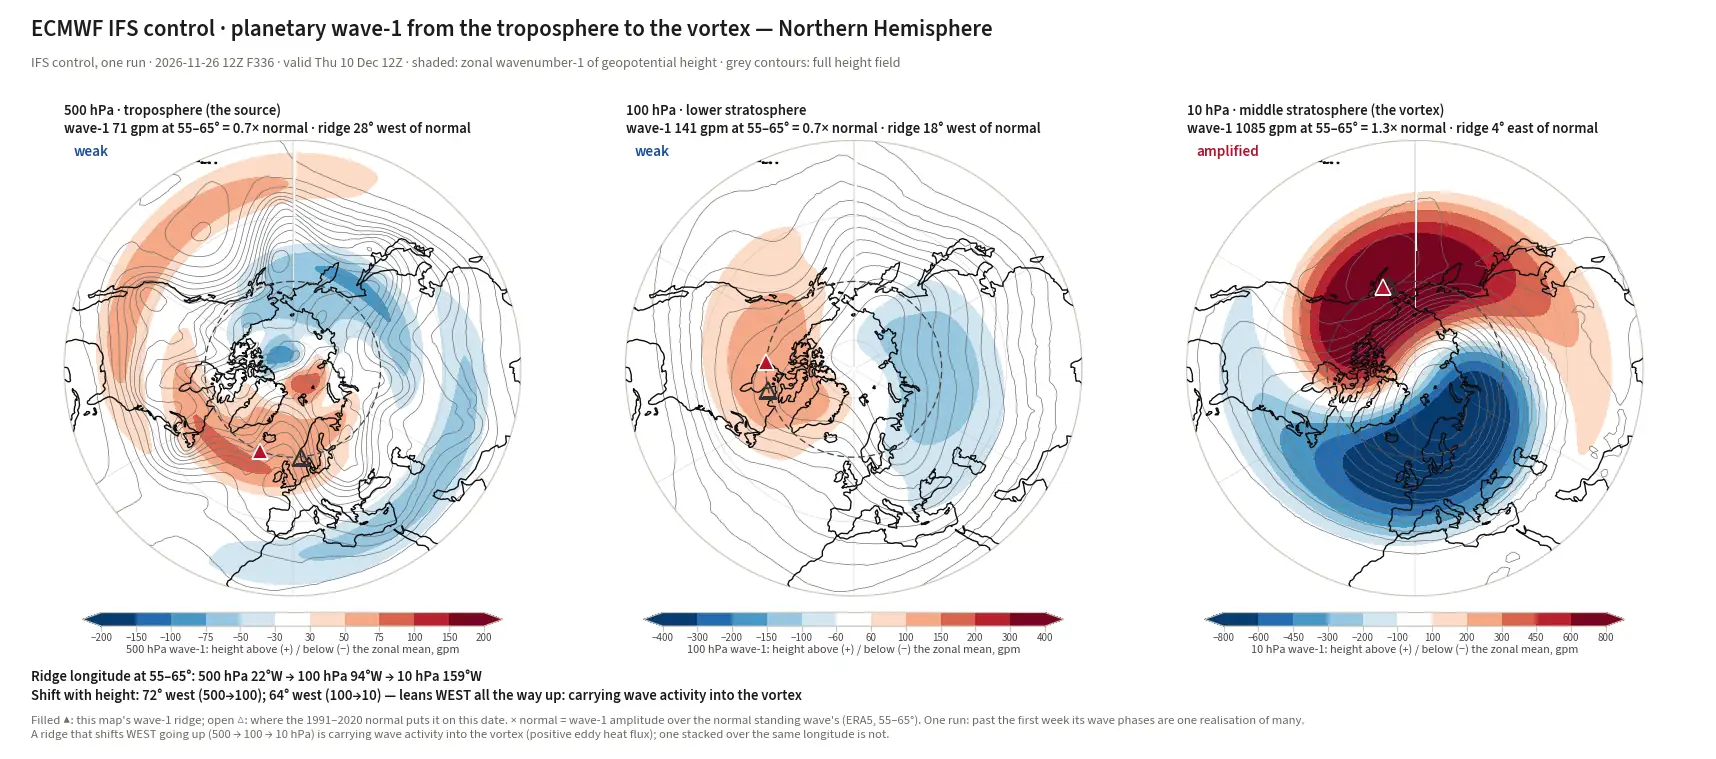 ECMWF IFS control · planetary wave-1 from the troposphere to the vortex — Northern Hemisphere
IFS control, one run · 2026-11-26 12Z F336 · valid Thu 10 Dec 12Z · shaded: zonal wavenumber-1 of geopotential height · grey contours: full height field
500 hPa · troposphere (the source)
wave-1 71 gpm at 55–65° = 0.7× normal · ridge 28° west of normal
weak
100 hPa · lower stratosphere
wave-1 141 gpm at 55–65° = 0.7× normal · ridge 18° west of normal
weak
10 hPa · middle stratosphere (the vortex)
wave-1 1085 gpm at 55–65° = 1.3× normal · ridge 4° east of normal
amplified
−200 −150 −100 −75 −50 −30 30 50 75 100 150 200
500 hPa wave-1: height above (+) / below (−) the zonal mean, gpm
−400 −300 −200 −150 −100 −60 60 100 150 200 300 400
100 hPa wave-1: height above (+) / below (−) the zonal mean, gpm
−800 −600 −450 −300 −200 −100 100 200 300 450 600 800
10 hPa wave-1: height above (+) / below (−) the zonal mean, gpm
Ridge longitude at 55–65°: 500 hPa 22°W → 100 hPa 94°W → 10 hPa 159°W
Shift with height: 72° west (500→100); 64° west (100→10) — leans WEST all the way up: carrying wave activity into the vortex
Filled ▲: this map's wave-1 ridge; open △: where the 1991–2020 normal puts it on this date. × normal = wave-1 amplitude over the normal standing wave's (ERA5, 55–65°). One run: past the first week its wave phases are one realisation of many.
A ridge that shifts WEST going up (500 → 100 → 10 hPa) is carrying wave activity into the vortex (positive eddy heat flux); one stacked over the same longitude is not.